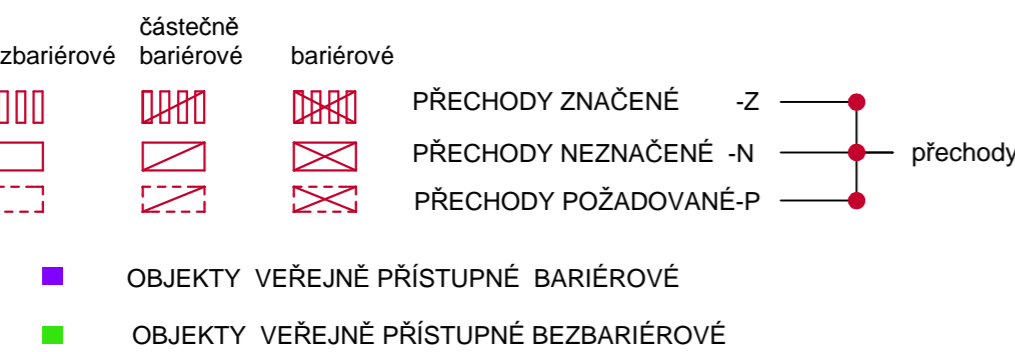 částečně
zbariérové bariérové bariérové
PŘECHODY ZNAČENÉ -Z
PŘECHODY NEZNAČENÉ -N přechody
PŘECHODY POŽADOVANÉ-P
OBJEKTY VEŘEJNĚ PŘÍSTUPNÉ BARIÉROVÉ
OBJEKTY VEŘEJNĚ PŘÍSTUPNÉ BEZBARIÉROVÉ